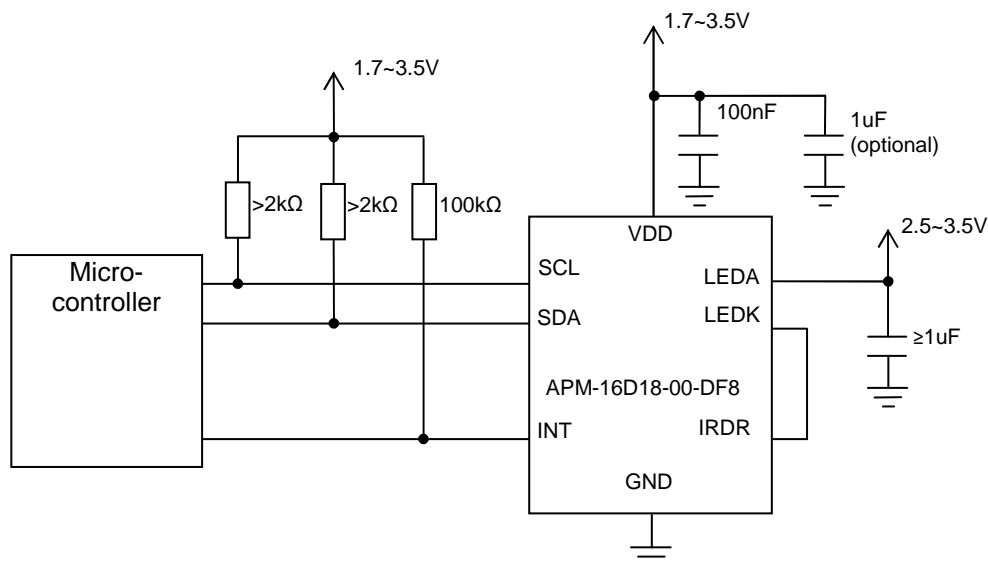 1.7~3.5V
1.7~3.5V
100nF
1uF
(optional)
>2kΩ
>2kΩ
100kΩ
VDD
2.5~3.5V
Micro-
controller
SCL
LEDA
SDA
LEDK
≥1uF
APM-16D18-00-DF8
INT
IRDR
GND